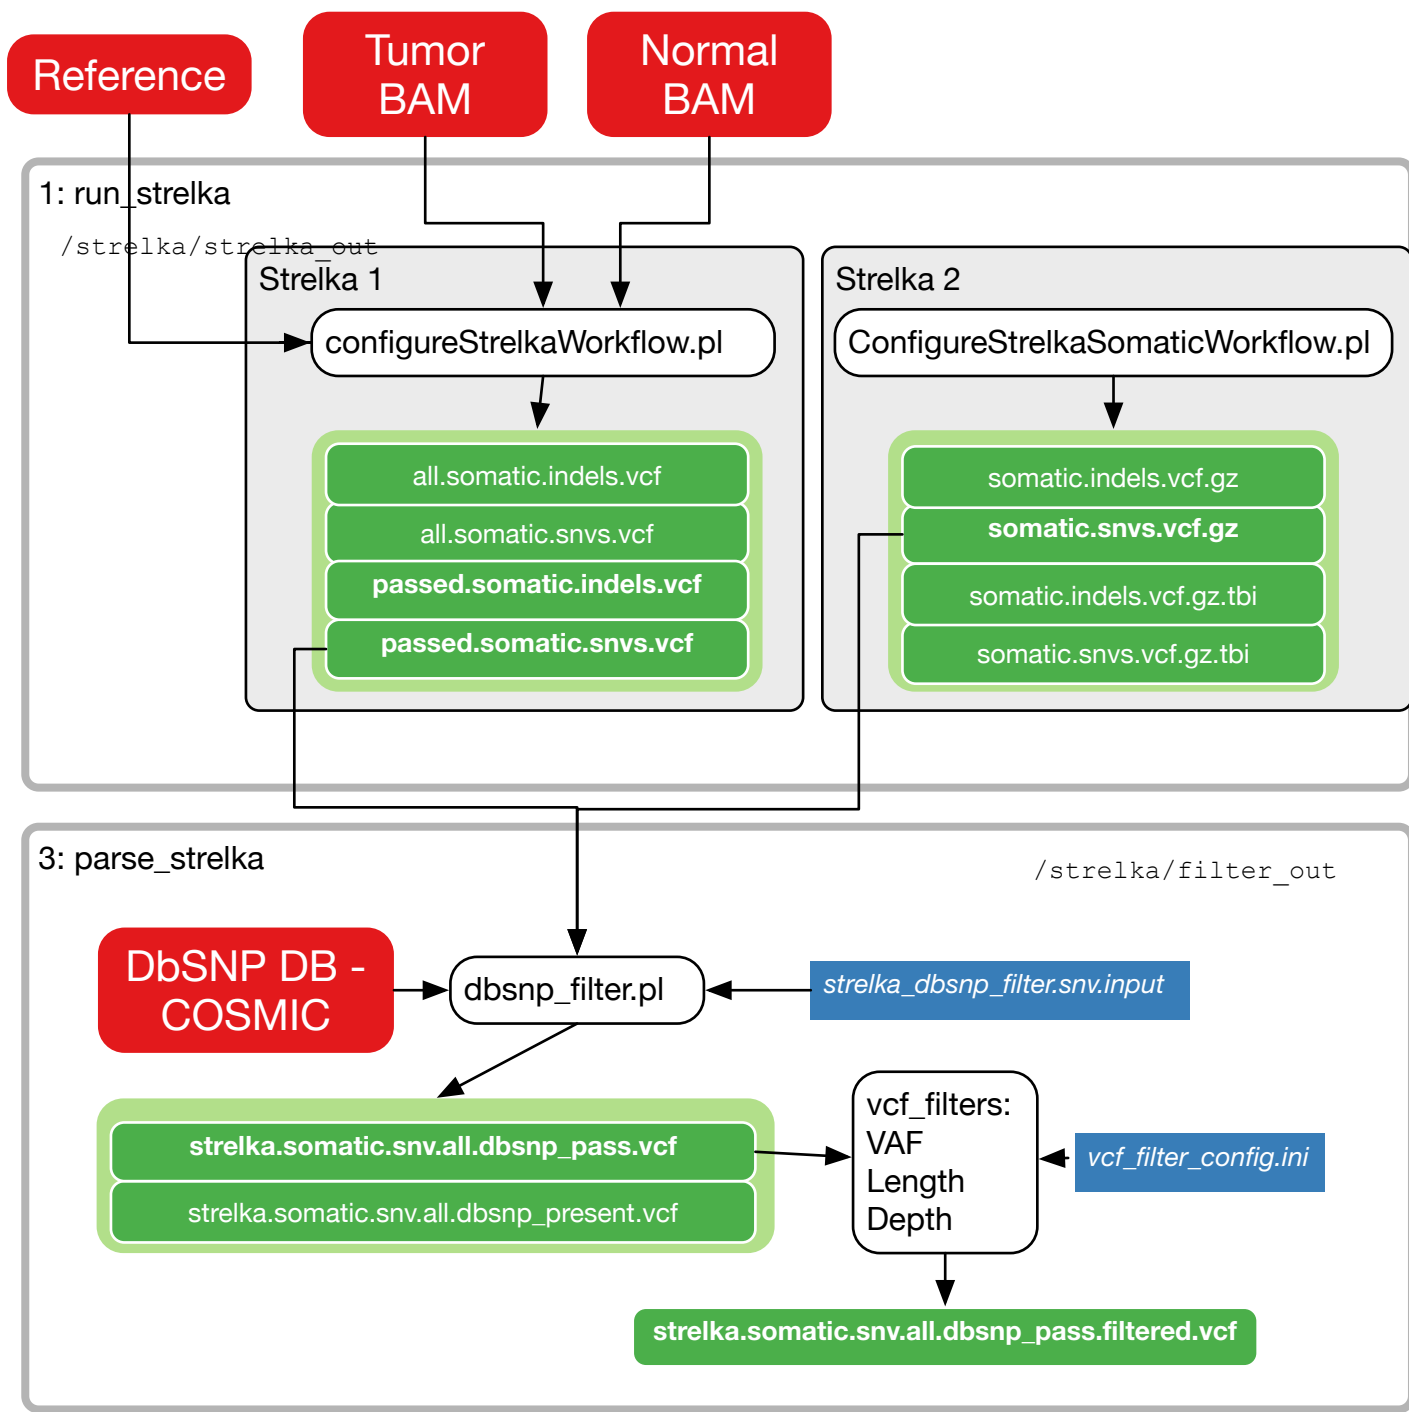 Reference
Tumor
BAM
Normal
BAM
1: run_strelka
/strelka/strelka_out
Strelka 1
configureStrelkaWorkflow.pl
all.somatic.indels.vcf
all.somatic.snvs.vcf
passed.somatic.indels.vcf
passed.somatic.snvs.vcf
Strelka 2
ConfigureStrelkaSomaticWorkflow.pl
somatic.indels.vcf.gz
somatic.snvs.vcf.gz
somatic.indels.vcf.gz.tbi
somatic.snvs.vcf.gz.tbi
3: parse_strelka
/strelka/filter_out
DbSNP DB -
COSMIC
dbsnp_filter.pl
strelka_dbsnp_filter.snv.input
strelka.somatic.snv.all.dbsnp_pass.vcf
strelka.somatic.snv.all.dbsnp_present.vcf
vcf_filters:
VAF
Length
Depth
vcf_filter_config.ini
strelka.somatic.snv.all.dbsnp_pass.filtered.vcf